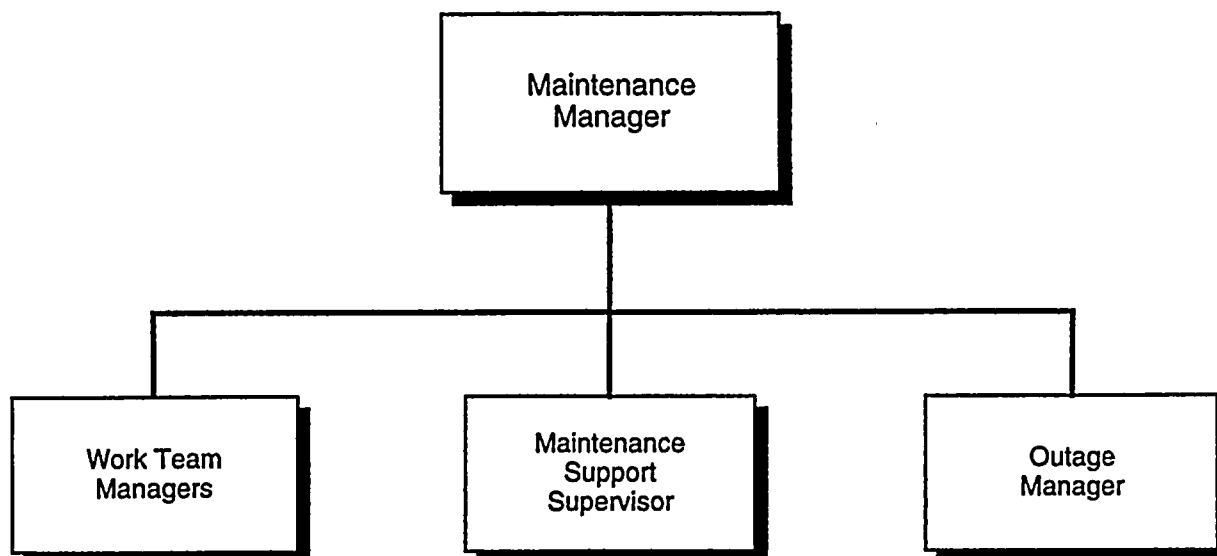 Maintenance
Manager
Work Team
Managers
Maintenance
Support
Supervisor
Outage
Manager